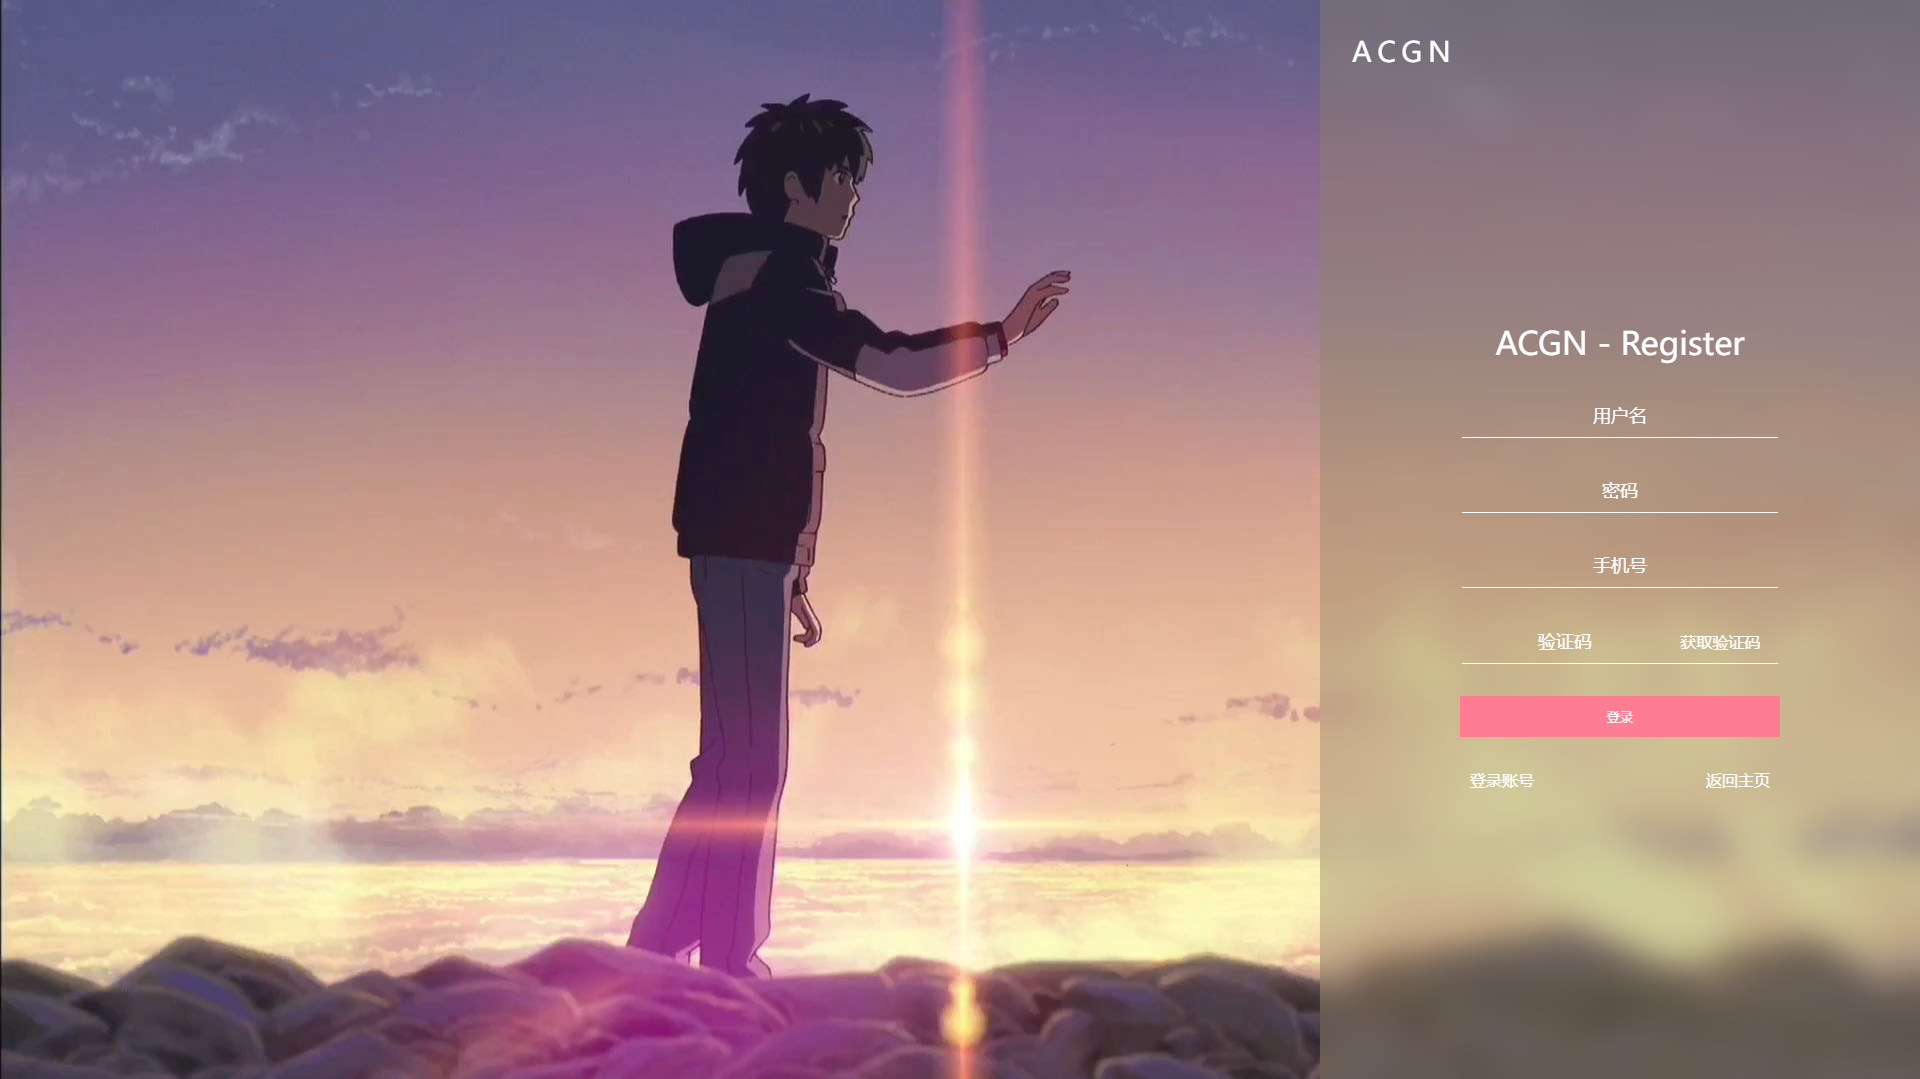 ACGN
ACGN - Register
用户名
密码
手机号
验证码 获取验证码
登录
登录账号 返回主页